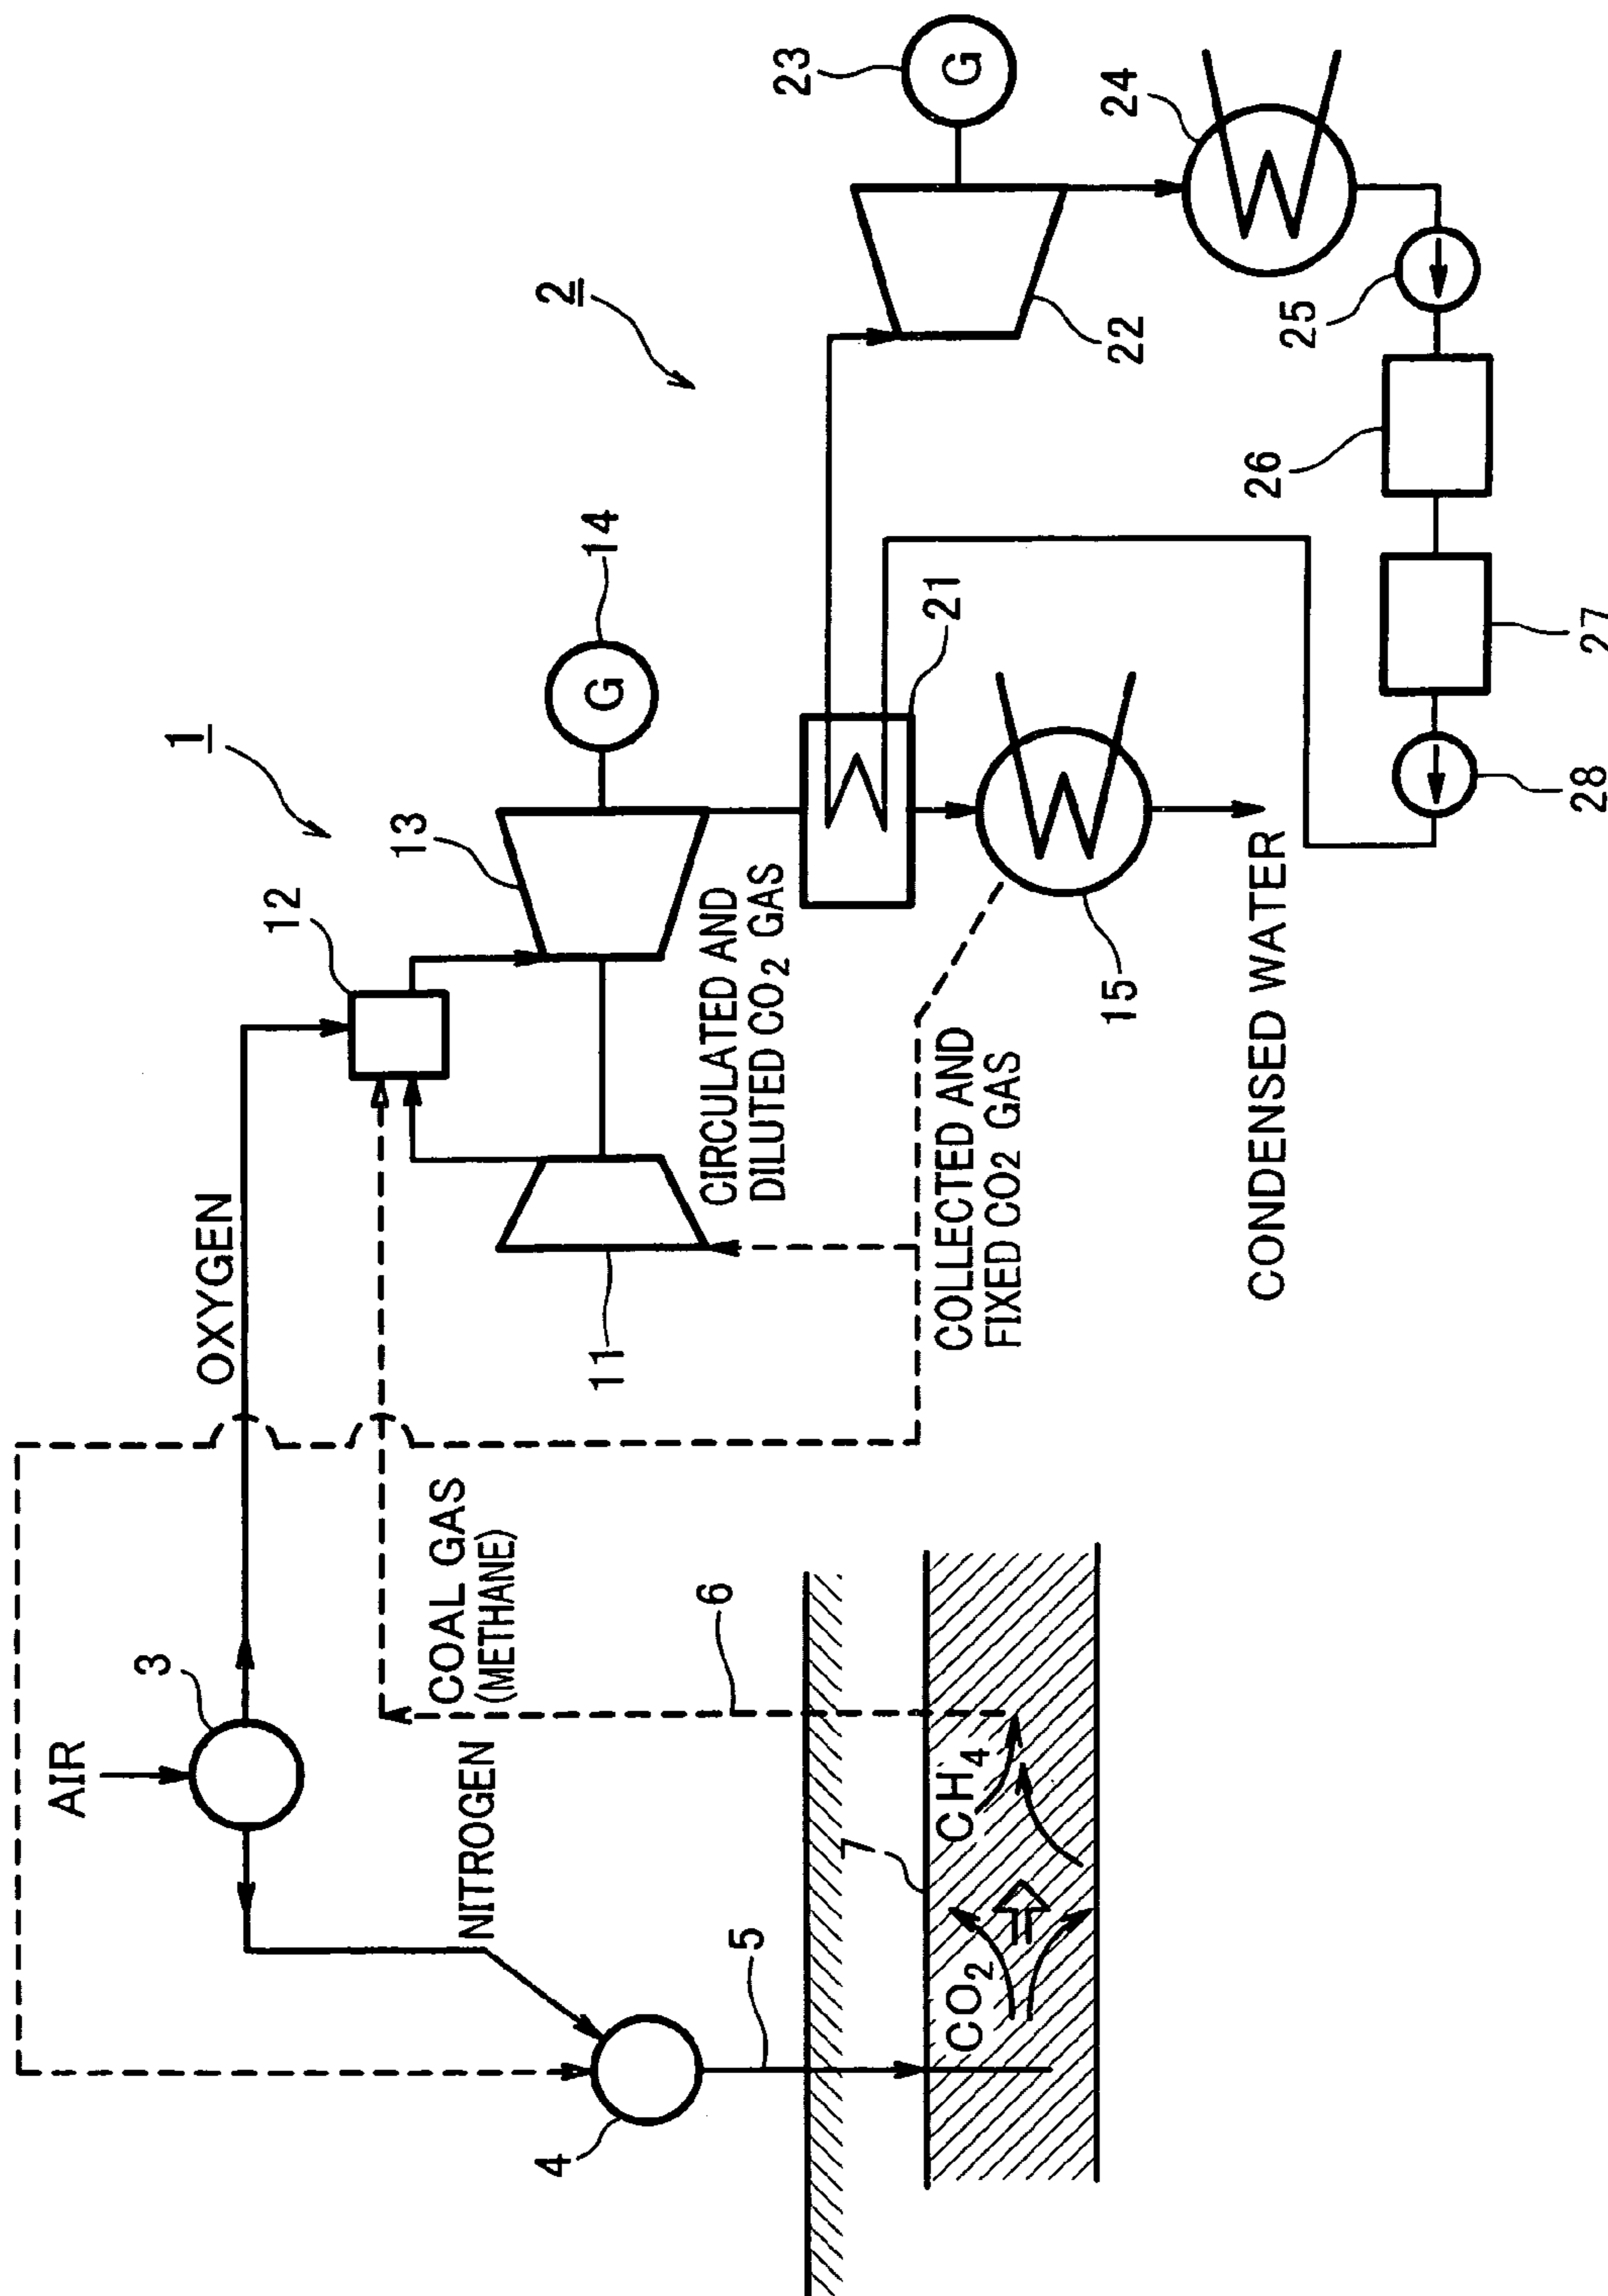 AIR
3
OXYGEN
NITROGEN
4
5
COAL GAS
(METHANE)
6
7
CO2
CH4
1
12
13
14
G
11
CIRCULATED AND
DILUTED CO2 GAS
COLLECTED AND
FIXED CO2 GAS
15
CONDENSED WATER
21
2
22
23
G
24
25
26
27
28